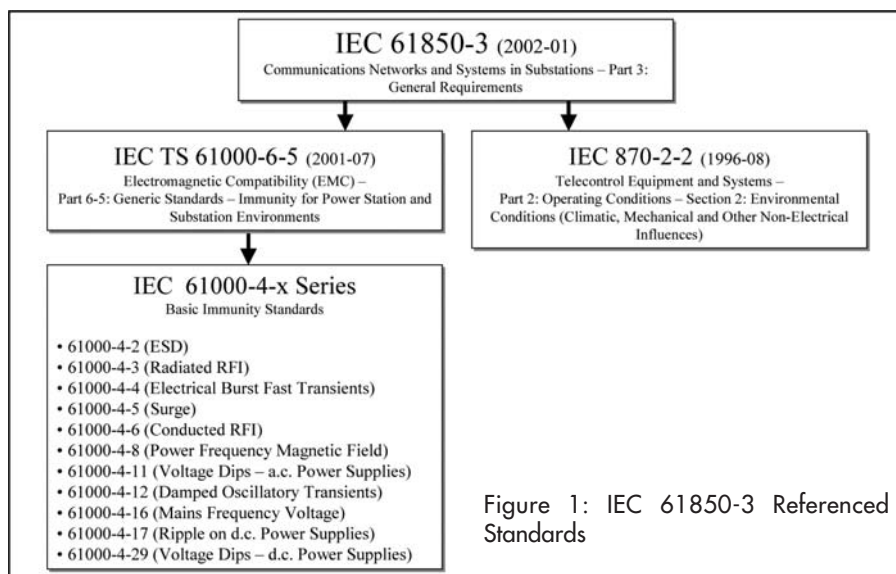 IEC 61850-3 (2002-01)
Communications Networks and Systems in Substations – Part 3:
General Requirements
IEC TS 61000-6-5 (2001-07)
Electromagnetic Compatibility (EMC) –
Part 6-5: Generic Standards – Immunity for Power Station and
Substation Environments
IEC 870-2-2 (1996-08)
Telecontrol Equipment and Systems –
Part 2: Operating Conditions – Section 2: Environmental
Conditions (Climatic, Mechanical and Other Non-Electrical
Influences)
IEC 61000-4-x Series
Basic Immunity Standards
• 61000-4-2 (ESD)
• 61000-4-3 (Radiated RFI)
• 61000-4-4 (Electrical Burst Fast Transients)
• 61000-4-5 (Surge)
• 61000-4-6 (Conducted RFI)
• 61000-4-8 (Power Frequency Magnetic Field)
• 61000-4-11 (Voltage Dips – a.c. Power Supplies)
• 61000-4-12 (Damped Oscillatory Transients)
• 61000-4-16 (Mains Frequency Voltage)
• 61000-4-17 (Ripple on d.c. Power Supplies)
• 61000-4-29 (Voltage Dips – d.c. Power Supplies)
Figure 1: IEC 61850-3 Referenced
Standards